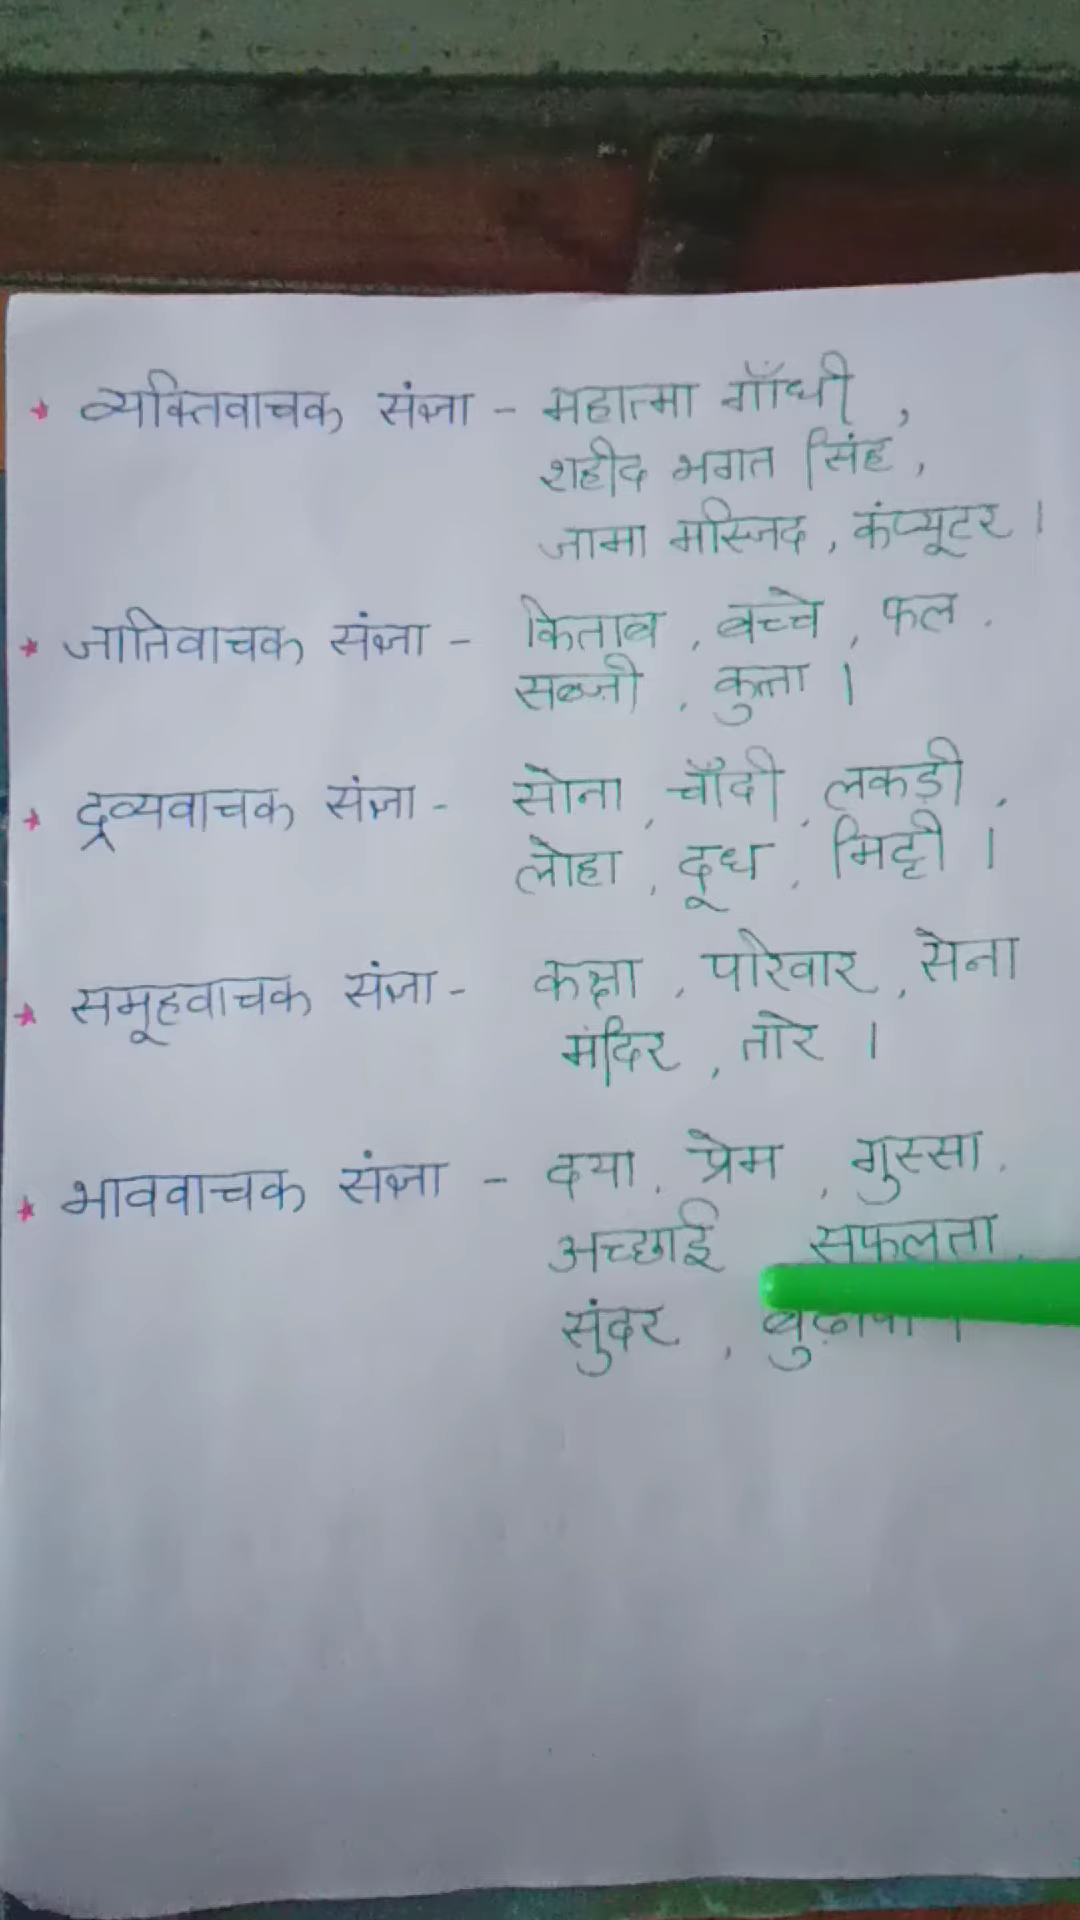 * व्यक्तिवाचक संज्ञा - महात्मा गाँधी ,
शहीद भगत सिंह ,
जामा मस्जिद , कंप्यूटर ।
* जातिवाचक संज्ञा - किताब , बच्चे , फल ,
सब्ज़ी , कुत्ता ।
* द्रव्यवाचक संज्ञा - सोना , चाँदी , लकड़ी ,
लोहा , दूध , मिट्टी ।
* समूहवाचक संज्ञा - कक्षा , परिवार , सेना
मंदिर , तारे ।
* भाववाचक संज्ञा - दया , प्रेम , गुस्सा ,
अच्छाई सफलता ,
सुंदर , बुढ़ापा ।